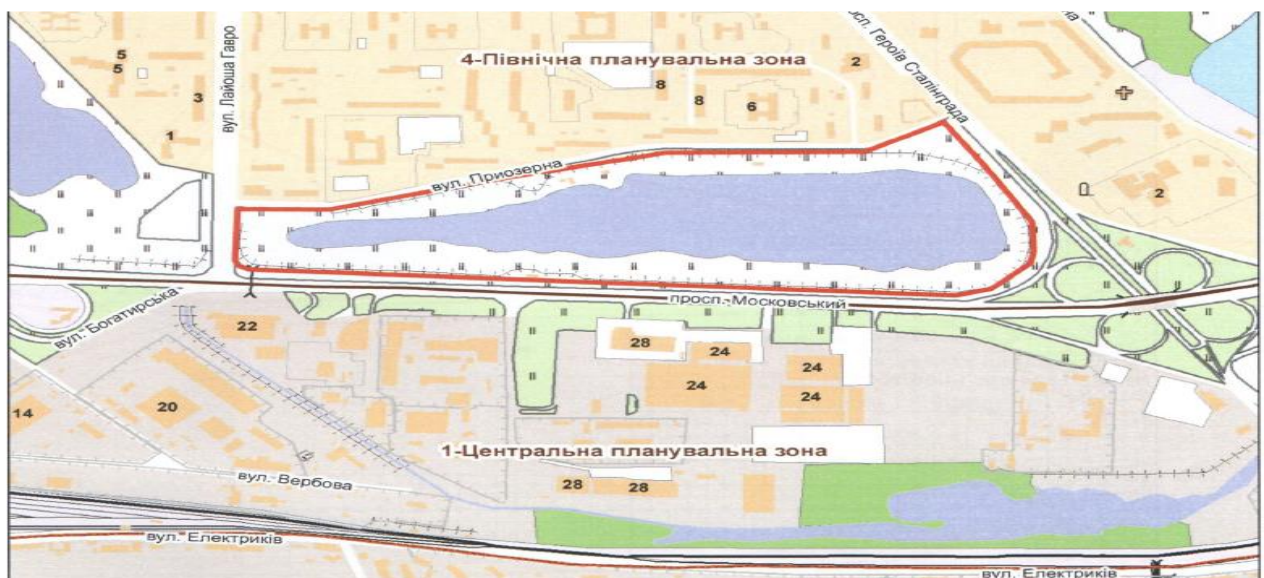 5
5
3
1
вул. Лайоша Гавро
4-Північна планувальна зона
8
8
6
2
осп. Героїв Сталінграда
на
2
вул. Приозерна
просп. Московський
вул. Богатирська
22
28
24
24
24
24
20
14
1-Центральна планувальна зона
вул. Вербова
28
28
вул. Електриків
вул. Електриків